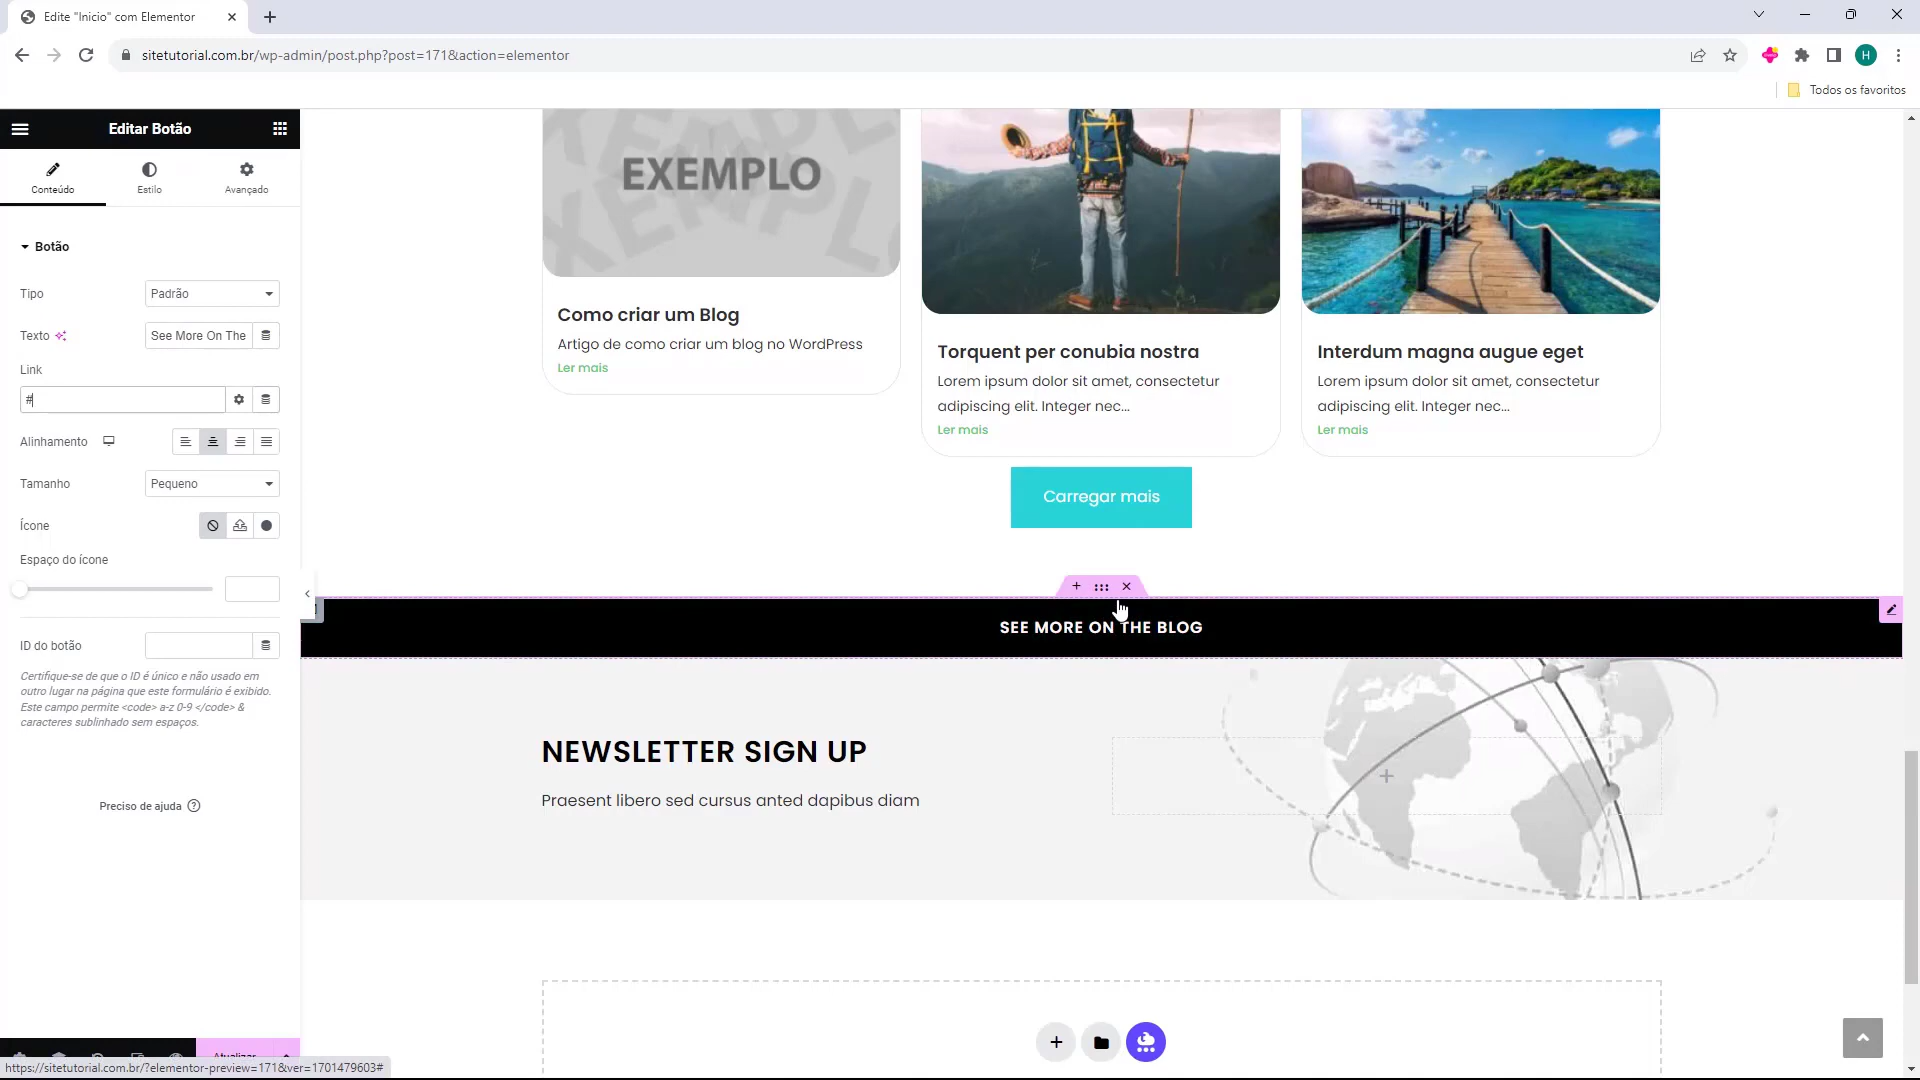 Edite "Inicio" com Elementor
sitetutorial.com.br/wp-admin/post.php?post=171&action=elementor
H
Todos os favoritos
Editar Botão
Conteúdo
Estilo
Avançado
Botão
Tipo
Padrão
Texto
See More On The
Link
#
Alinhamento
Tamanho
Pequeno
Ícone
Espaço do ícone
ID do botão
Certifique-se de que o ID é único e não usado em
outro lugar na página que este formulário é exibido.
Este campo permite <code> a-z 0-9 </code> &
caracteres sublinhado sem espaços.
Preciso de ajuda
Atualizar
https://sitetutorial.com.br/?elementor-preview=171&ver=1701479603#
EXEMPLO
Como criar um Blog
Artigo de como criar um blog no WordPress
Ler mais
Torquent per conubia nostra
Lorem ipsum dolor sit amet, consectetur
adipiscing elit. Integer nec...
Ler mais
Interdum magna augue eget
Lorem ipsum dolor sit amet, consectetur
adipiscing elit. Integer nec...
Ler mais
Carregar mais
SEE MORE ON THE BLOG
NEWSLETTER SIGN UP
Praesent libero sed cursus anted dapibus diam